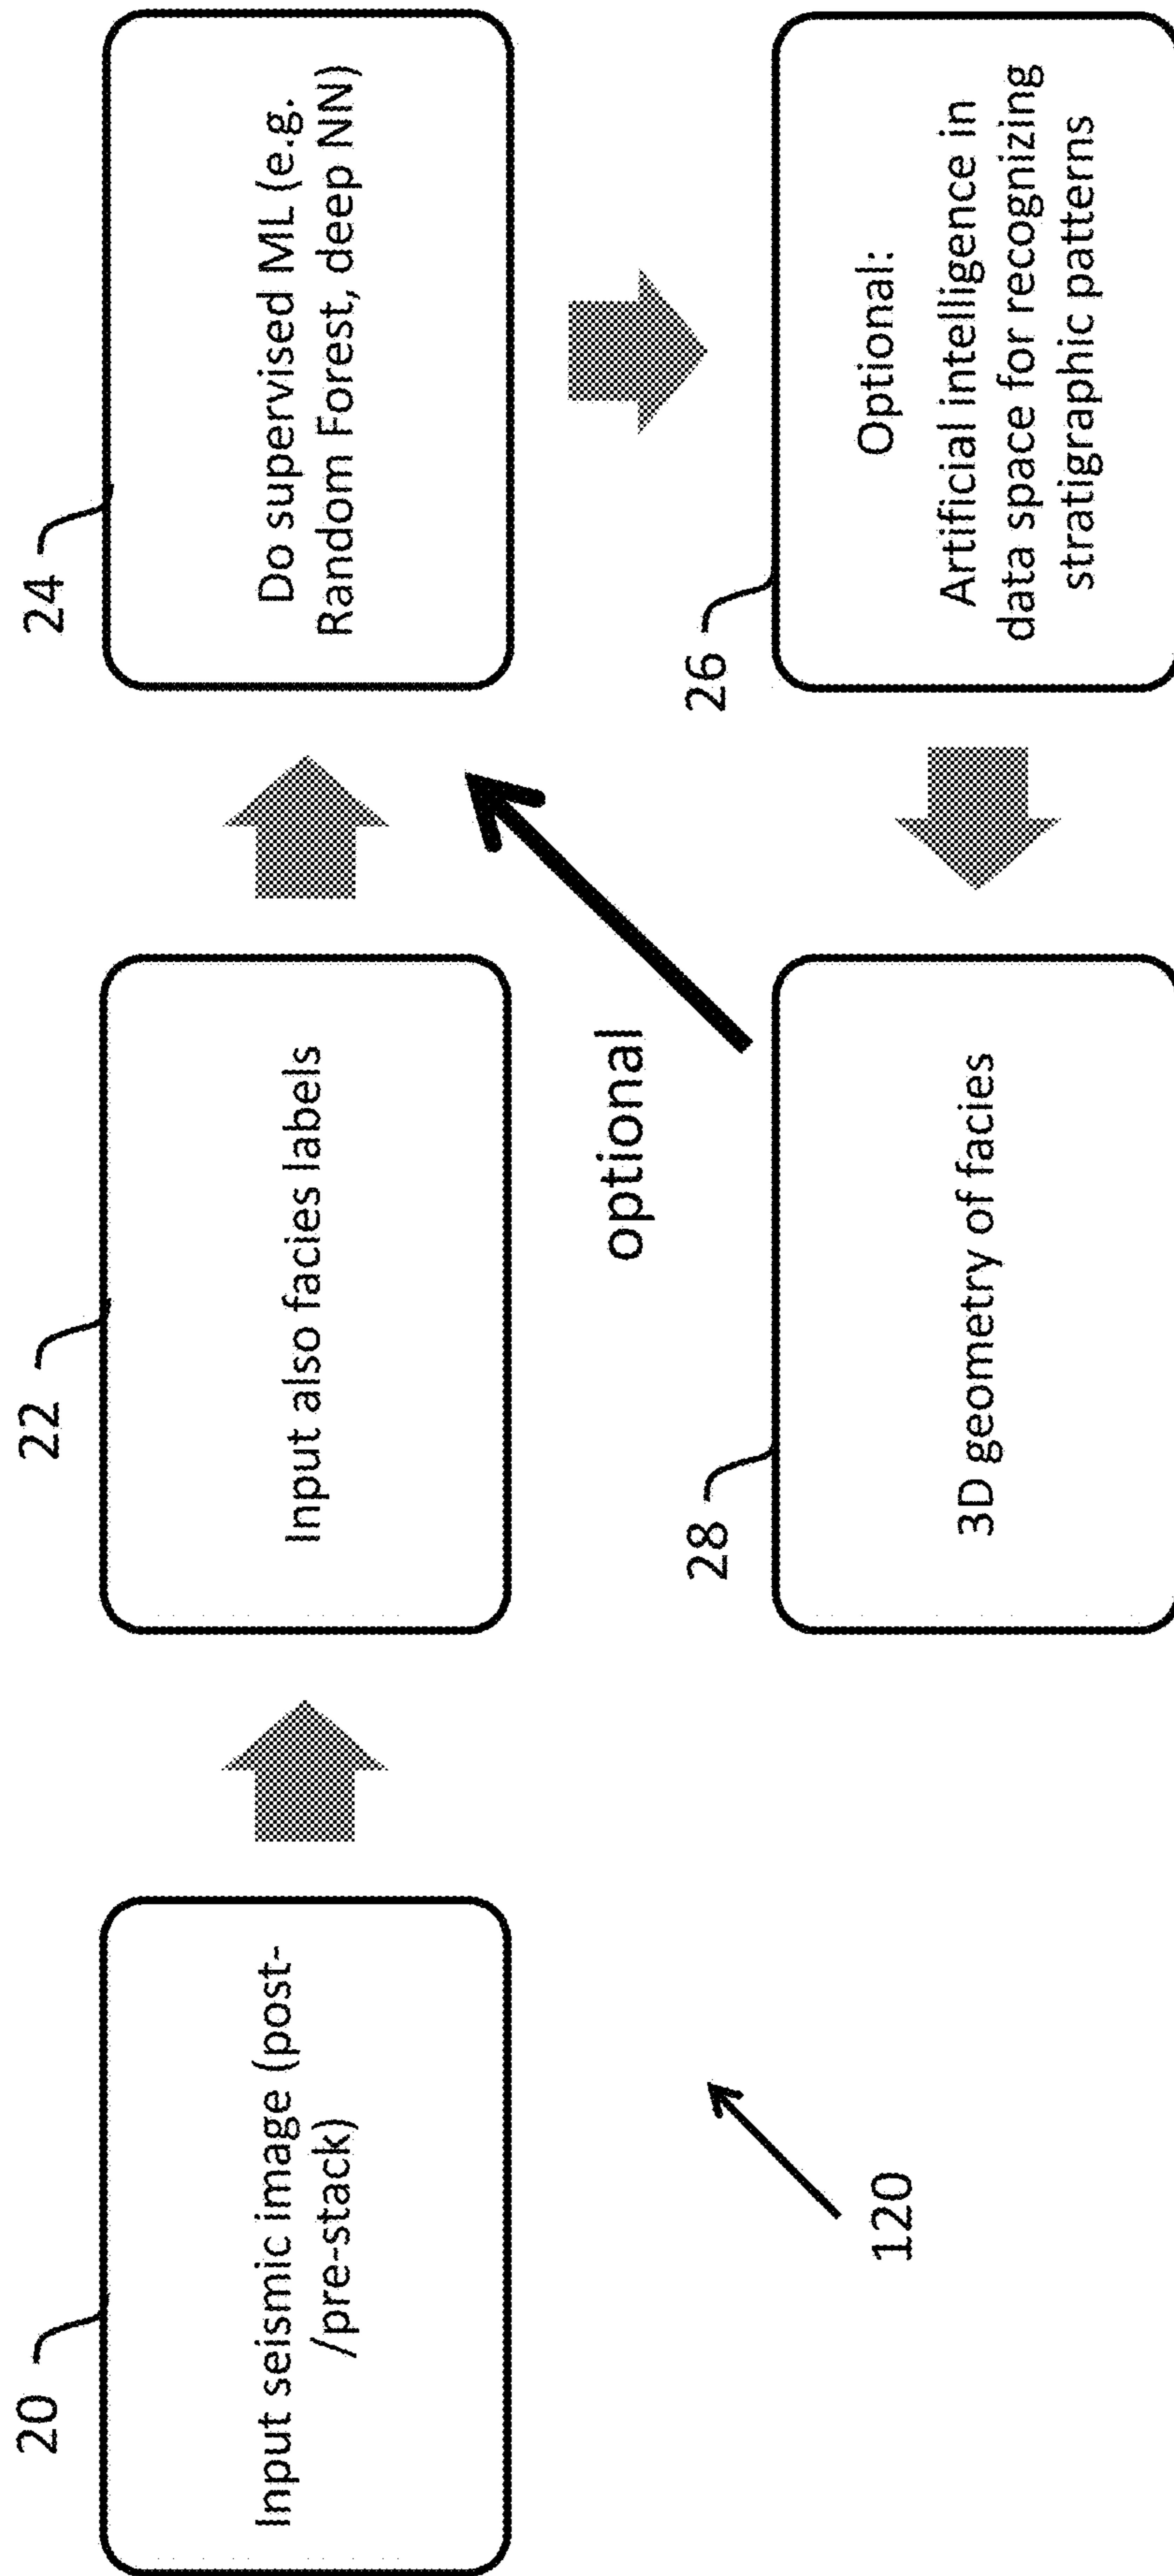 20
Input seismic image (post-
/pre-stack)
22
Input also facies labels
24
Do supervised ML (e.g.
Random Forest, deep NN)
optional
26
Optional:
Artificial intelligence in
data space for recognizing
stratigraphic patterns
28
3D geometry of facies
120